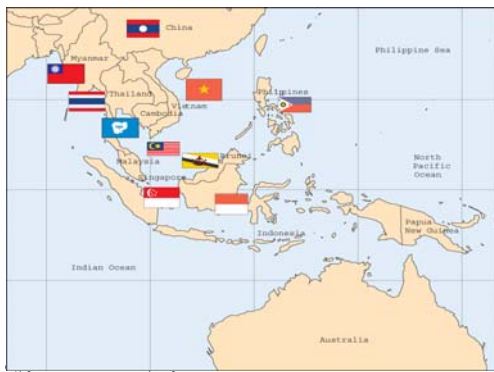 China
Philippine Sea
Myanmar
Thailand
Philpines
Vietnam
Cambodia
Brunei
Malaysia
North
Pacific
Ocean
Singapore
Papua
New Guinea
Indonesia
Indian Ocean
Australia